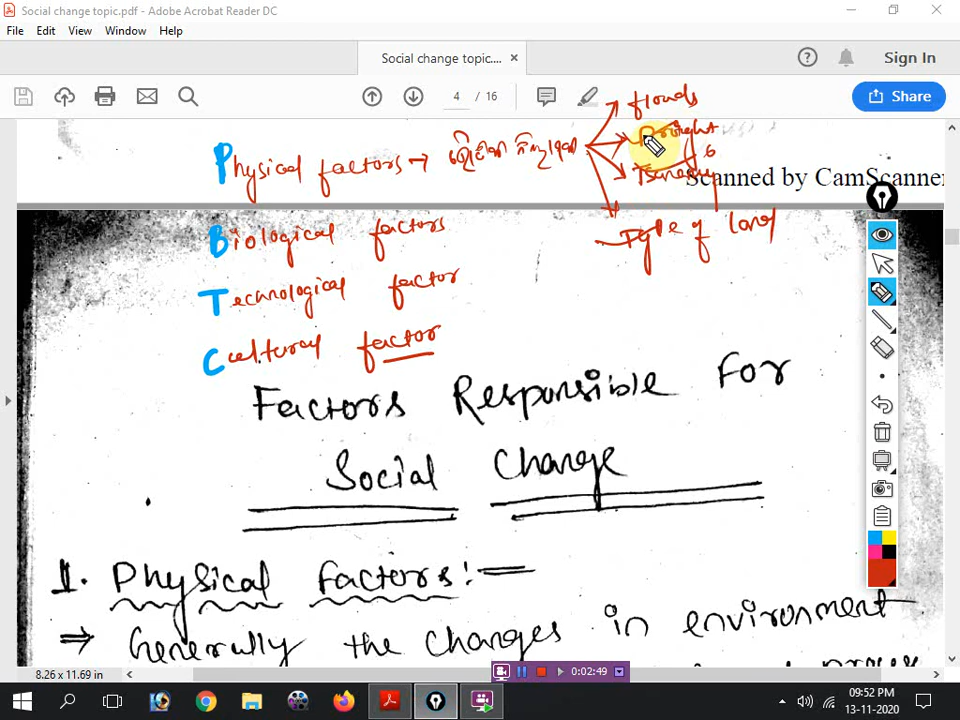 Social change topic.pdf - Adobe Acrobat Reader DC
File Edit View Window Help
Social change topic.... ×
Sign In
4 / 16
Share
Physical factors →
→ floods
→ Drought
→ Tsunamy
→ Type of land
Scanned by CamScanner
Biological factors
Technological factor
Cultural factor
Factors Responsible For
Social Change
1. Physical factors:-
⇒ Generally the changes in environment
8.26 x 11.69 in
0:02:49
09:52 PM
13-11-2020